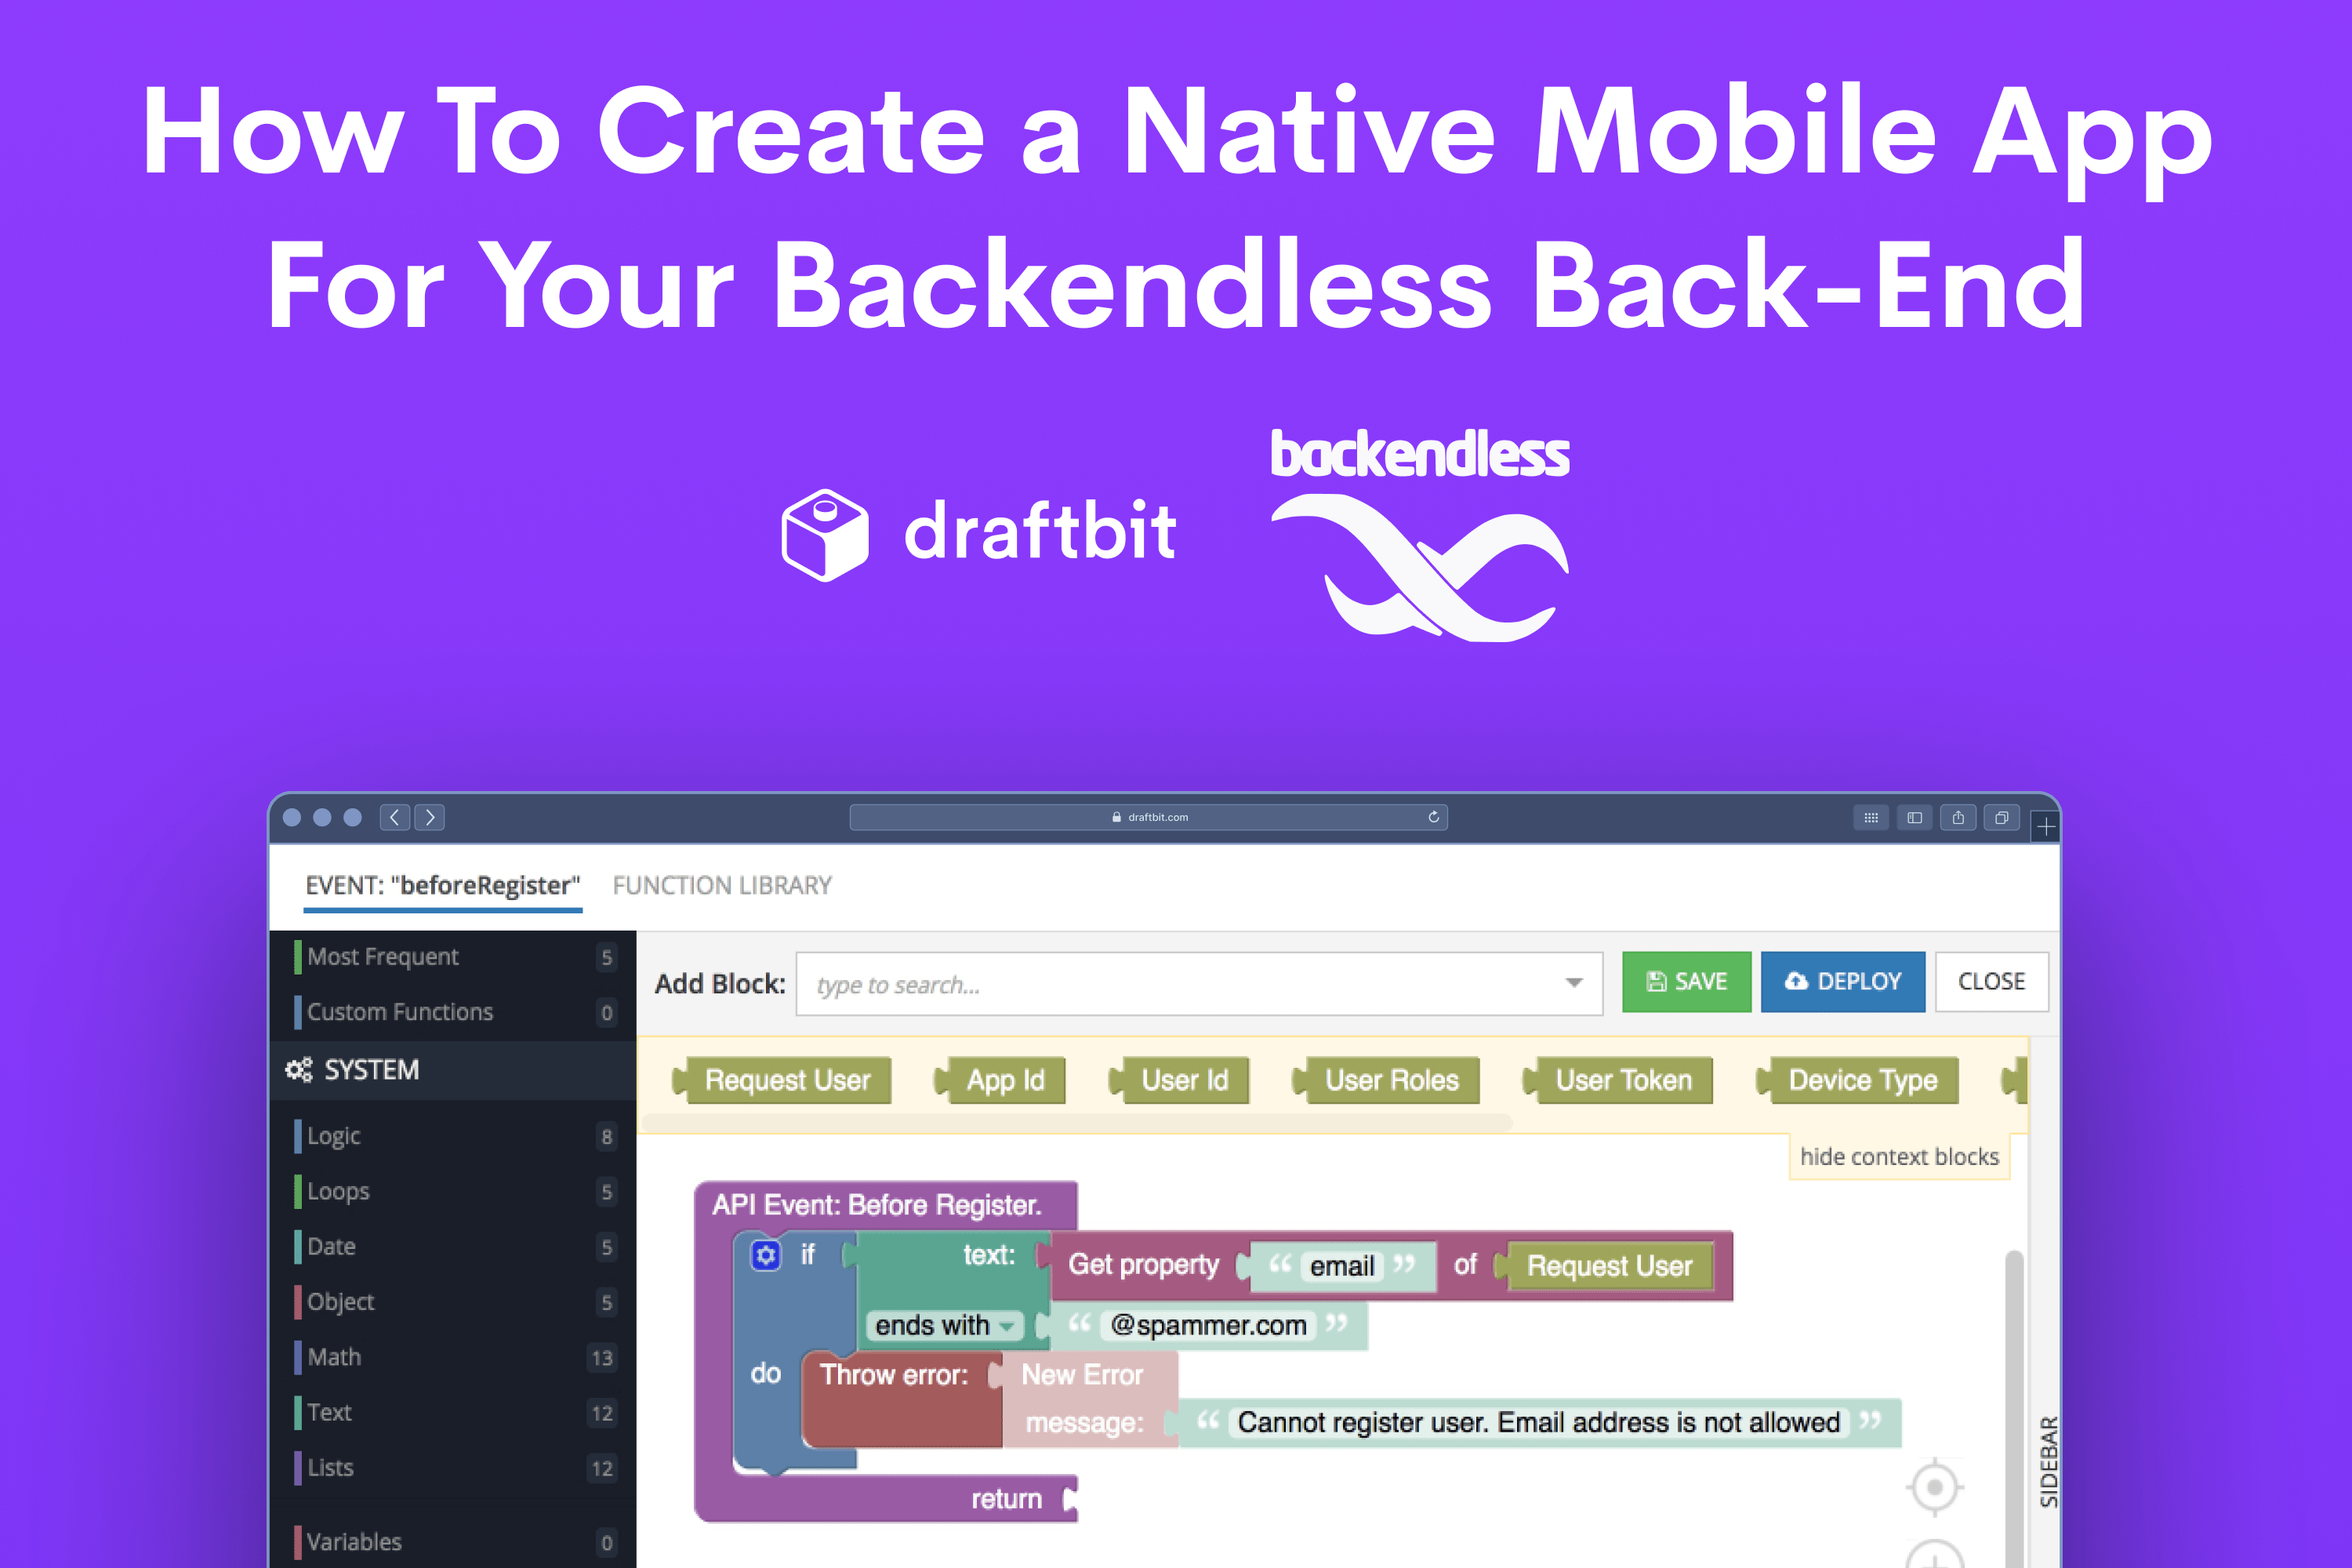 How To Create a Native Mobile App
For Your Backendless Back-End
draftbit
backendless
draftbit.com
EVENT: "beforeRegister" FUNCTION LIBRARY
Most Frequent 5
Custom Functions 0
SYSTEM
Logic 8
Loops 5
Date 5
Object 5
Math 13
Text 12
Lists 12
Variables 0
Add Block: type to search... SAVE DEPLOY CLOSE
Request User App Id User Id User Roles User Token Device Type
hide context blocks
API Event: Before Register.
if text: Get property “ email ” of Request User
ends with “ @spammer.com ”
do Throw error: New Error
message: “ Cannot register user. Email address is not allowed ”
return
SIDEBAR